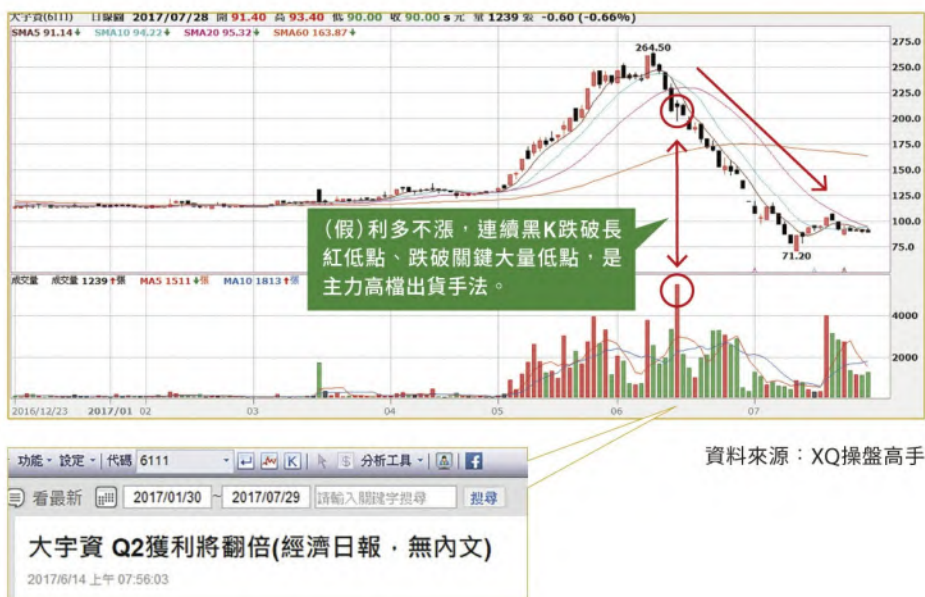 大宇資(6111) 日線圖 2017/07/28 開 91.40 高 93.40 低 90.00 收 90.00 s 元 量 1239 張 -0.60 (-0.66%)
SMA5 91.14↓ SMA10 94.22↓ SMA20 95.32↓ SMA60 163.87↓
275.0
264.50
250.0
225.0
200.0
175.0
150.0
125.0
100.0
75.0
71.20
(假)利多不漲,連續黑K跌破長
紅低點、跌破關鍵大量低點,是
主力高檔出貨手法。
成交量 成交量 1239↑張 MA5 1511↓張 MA10 1813↑張
4000
2000
2016/12/23 2017/01 02 03 04 05 06 07
資料來源:XQ操盤高手
功能 設定 代碼 6111 K $ 分析工具 f
看最新 2017/01/30 ~ 2017/07/29 請輸入關鍵字搜尋 搜尋
大宇資 Q2獲利將翻倍(經濟日報,無內文)
2017/6/14 上午 07:56:03